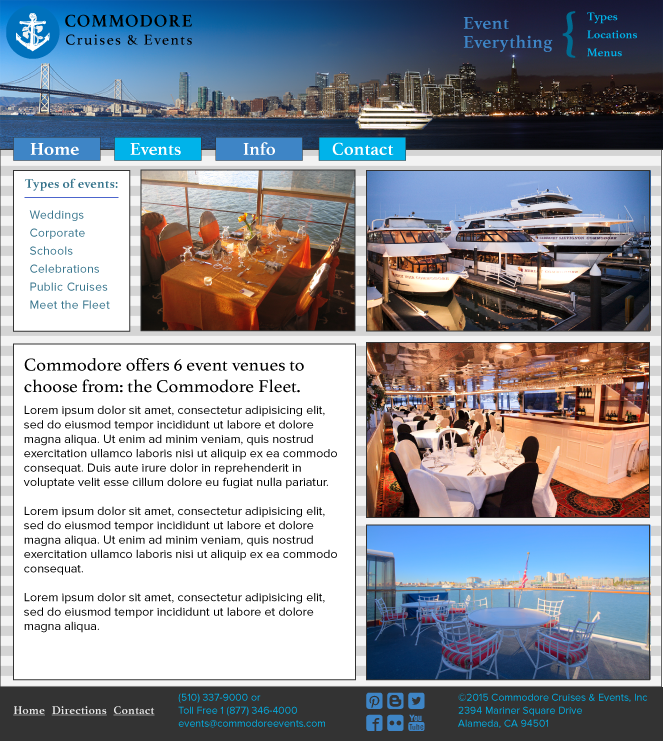 COMMODORE
Cruises & Events
Event
Everything
Types
Locations
Menus
Home
Events
Info
Contact
Types of events:
Weddings
Corporate
Schools
Celebrations
Public Cruises
Meet the Fleet
Commodore offers 6 event venues to
choose from: the Commodore Fleet.
Lorem ipsum dolor sit amet, consectetur adipisicing elit,
sed do eiusmod tempor incididunt ut labore et dolore
magna aliqua. Ut enim ad minim veniam, quis nostrud
exercitation ullamco laboris nisi ut aliquip ex ea commodo
consequat. Duis aute irure dolor in reprehenderit in
voluptate velit esse cillum dolore eu fugiat nulla pariatur.
Lorem ipsum dolor sit amet, consectetur adipisicing elit,
sed do eiusmod tempor incididunt ut labore et dolore
magna aliqua. Ut enim ad minim veniam, quis nostrud
exercitation ullamco laboris nisi ut aliquip ex ea commodo
consequat.
Lorem ipsum dolor sit amet, consectetur adipisicing elit,
sed do eiusmod tempor incididunt ut labore et dolore
magna aliqua.
Home Directions Contact
(510) 337-9000 or
Toll Free 1 (877) 346-4000
events@commodoreevents.com
You
Tube
©2015 Commodore Cruises & Events, Inc
2394 Mariner Square Drive
Alameda, CA 94501